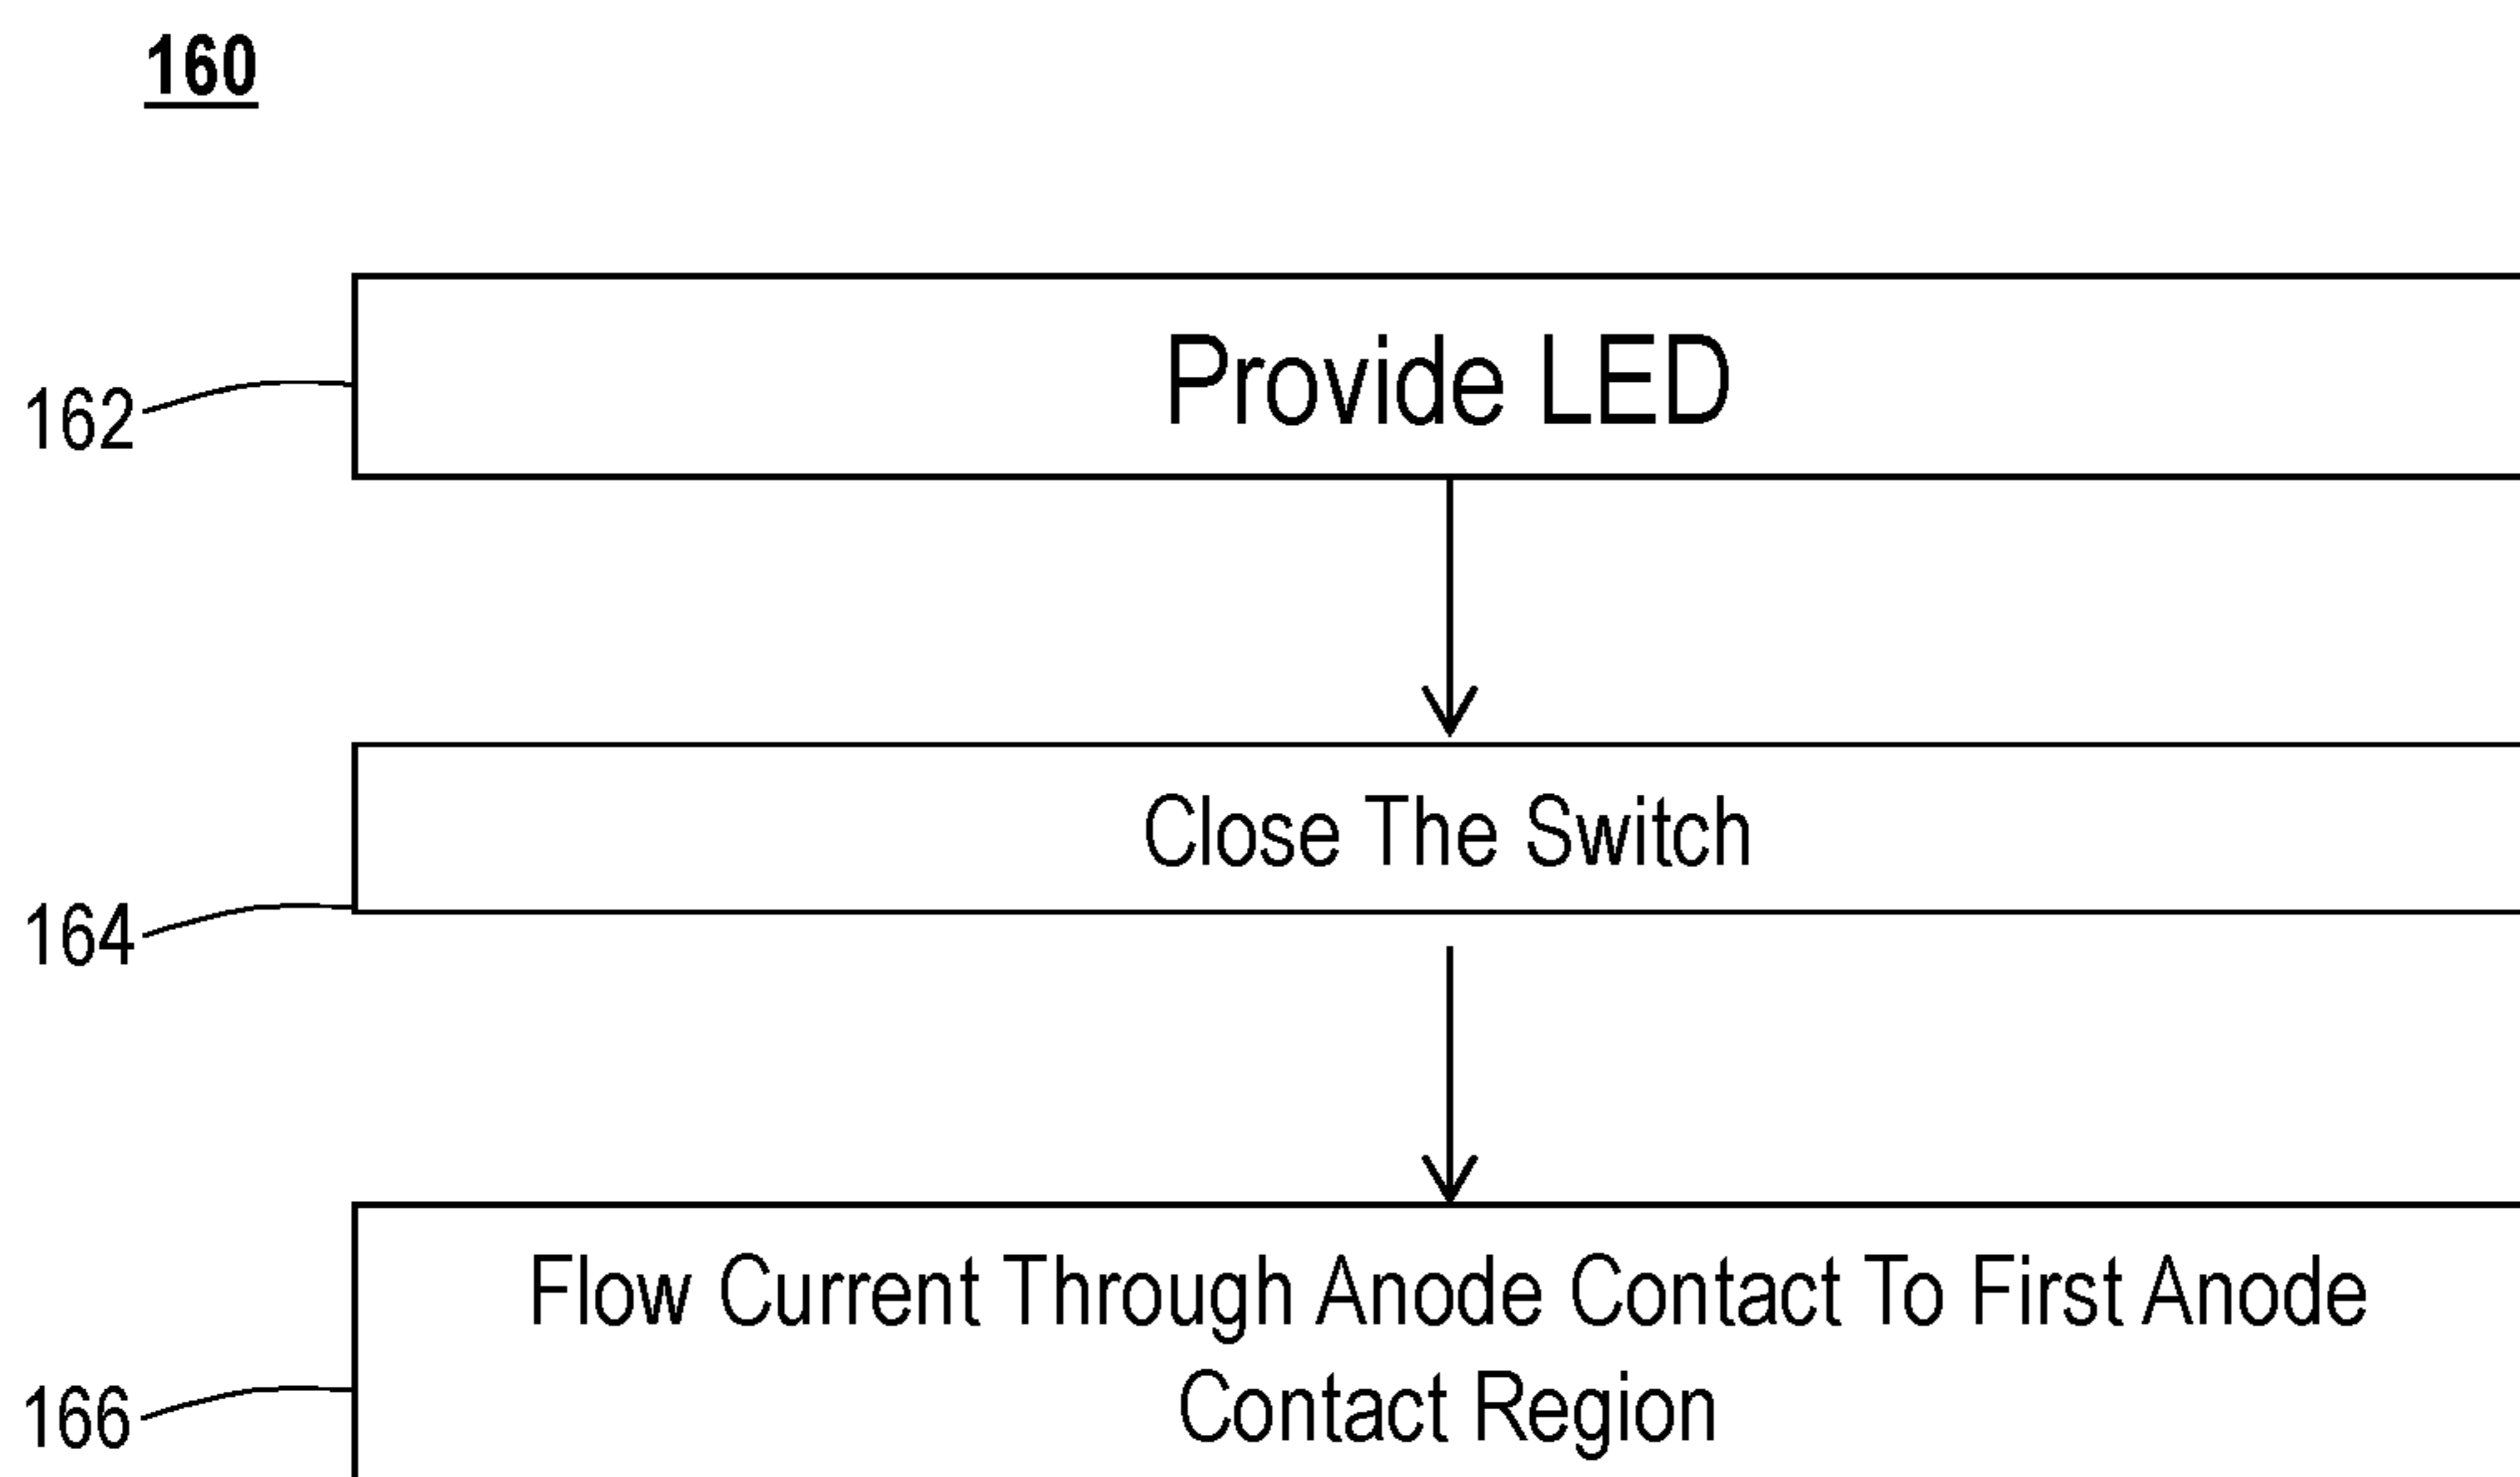 160
Provide LED
162
Close The Switch
164
Flow Current Through Anode Contact To First Anode
Contact Region
166